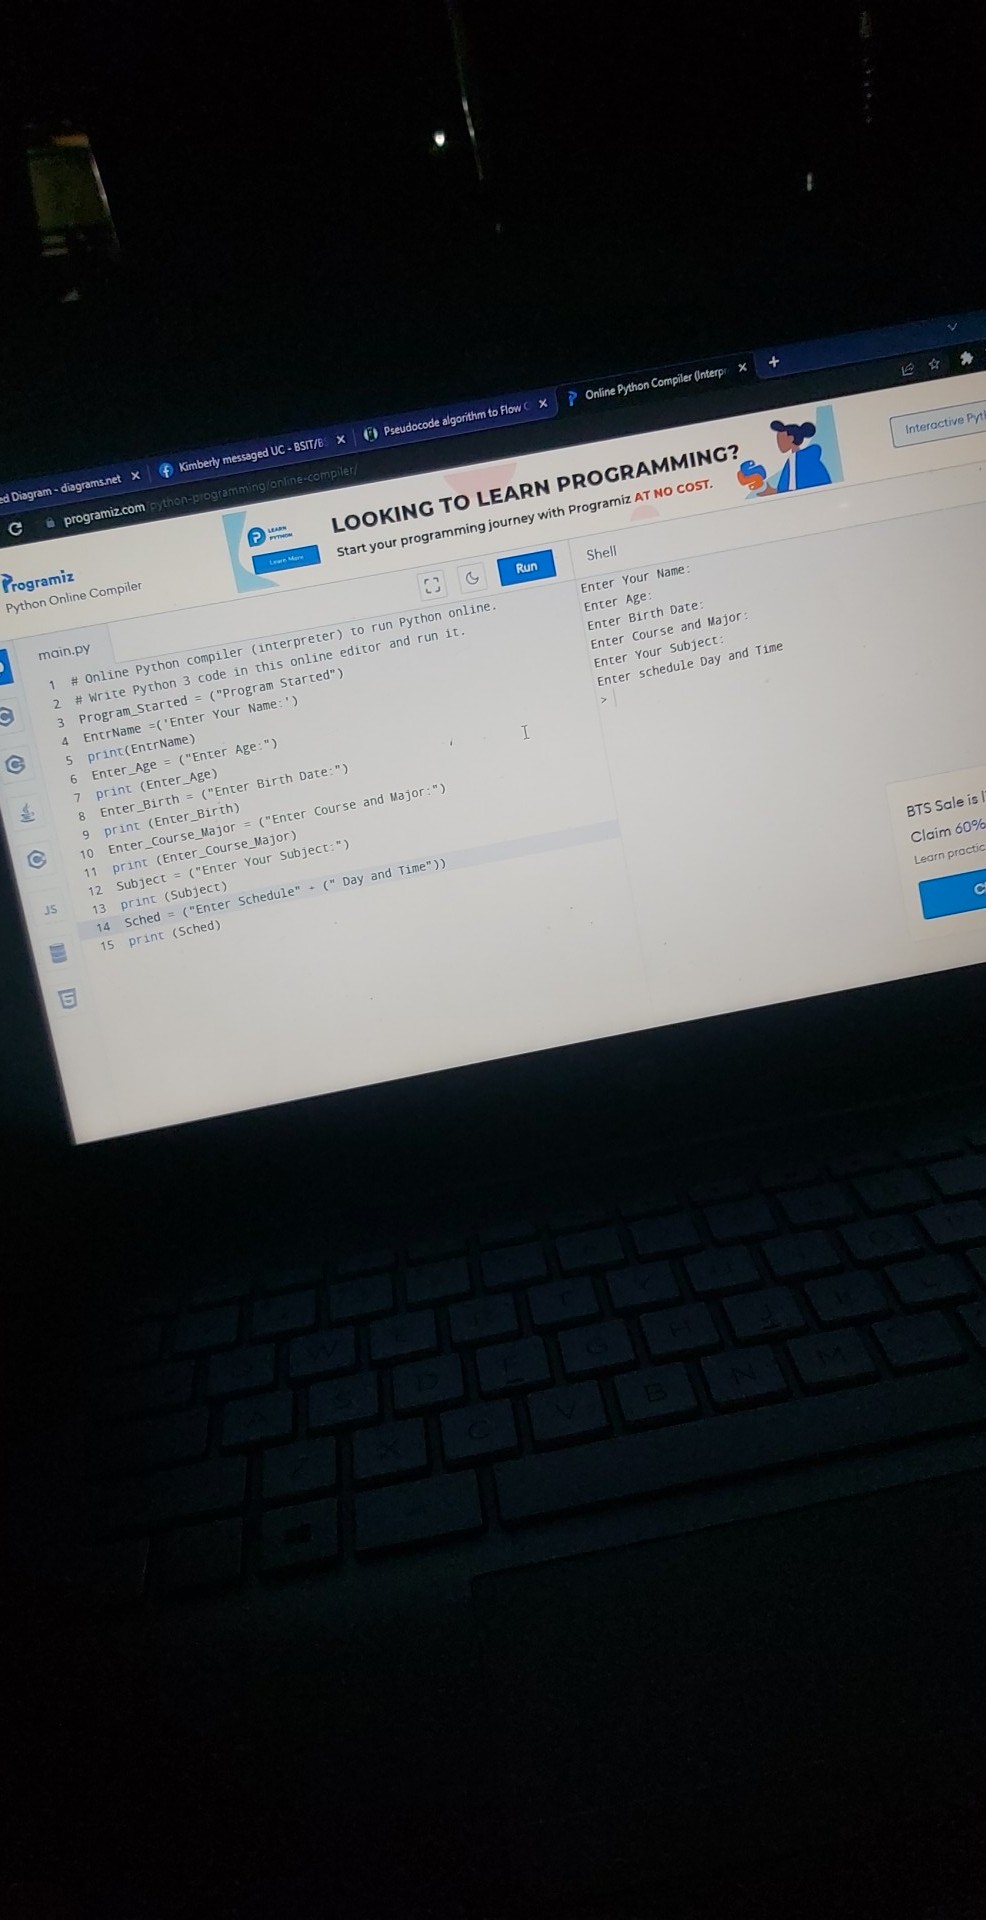 ed Diagram - diagrams.net
Kimberly messaged UC - BSIT/B
Pseudocode algorithm to Flow C
Online Python Compiler (Interp
programiz.com/python-programming/online-compiler/
LEARN PYTHON
Learn More
LOOKING TO LEARN PROGRAMMING?
Start your programming journey with Programiz AT NO COST.
Interactive Pyt
Programiz
Python Online Compiler
main.py
Run
Shell
1 # Online Python compiler (interpreter) to run Python online.
2 # Write Python 3 code in this online editor and run it.
3 Program_Started = ("Program Started")
4 EntrName =('Enter Your Name:')
5 print(EntrName)
6 Enter_Age = ("Enter Age:")
7 print (Enter_Age)
8 Enter_Birth = ("Enter Birth Date:")
9 print (Enter_Birth)
10 Enter_Course_Major = ("Enter Course and Major:")
11 print (Enter_Course_Major)
12 Subject = ("Enter Your Subject:")
13 print (Subject)
14 Sched = ("Enter Schedule" + (" Day and Time"))
15 print (Sched)
Enter Your Name:
Enter Age:
Enter Birth Date:
Enter Course and Major:
Enter Your Subject:
Enter schedule Day and Time
>
JS
BTS Sale is l
Claim 60%
Learn practic
C
W E
A S D F G H
X C V B N M